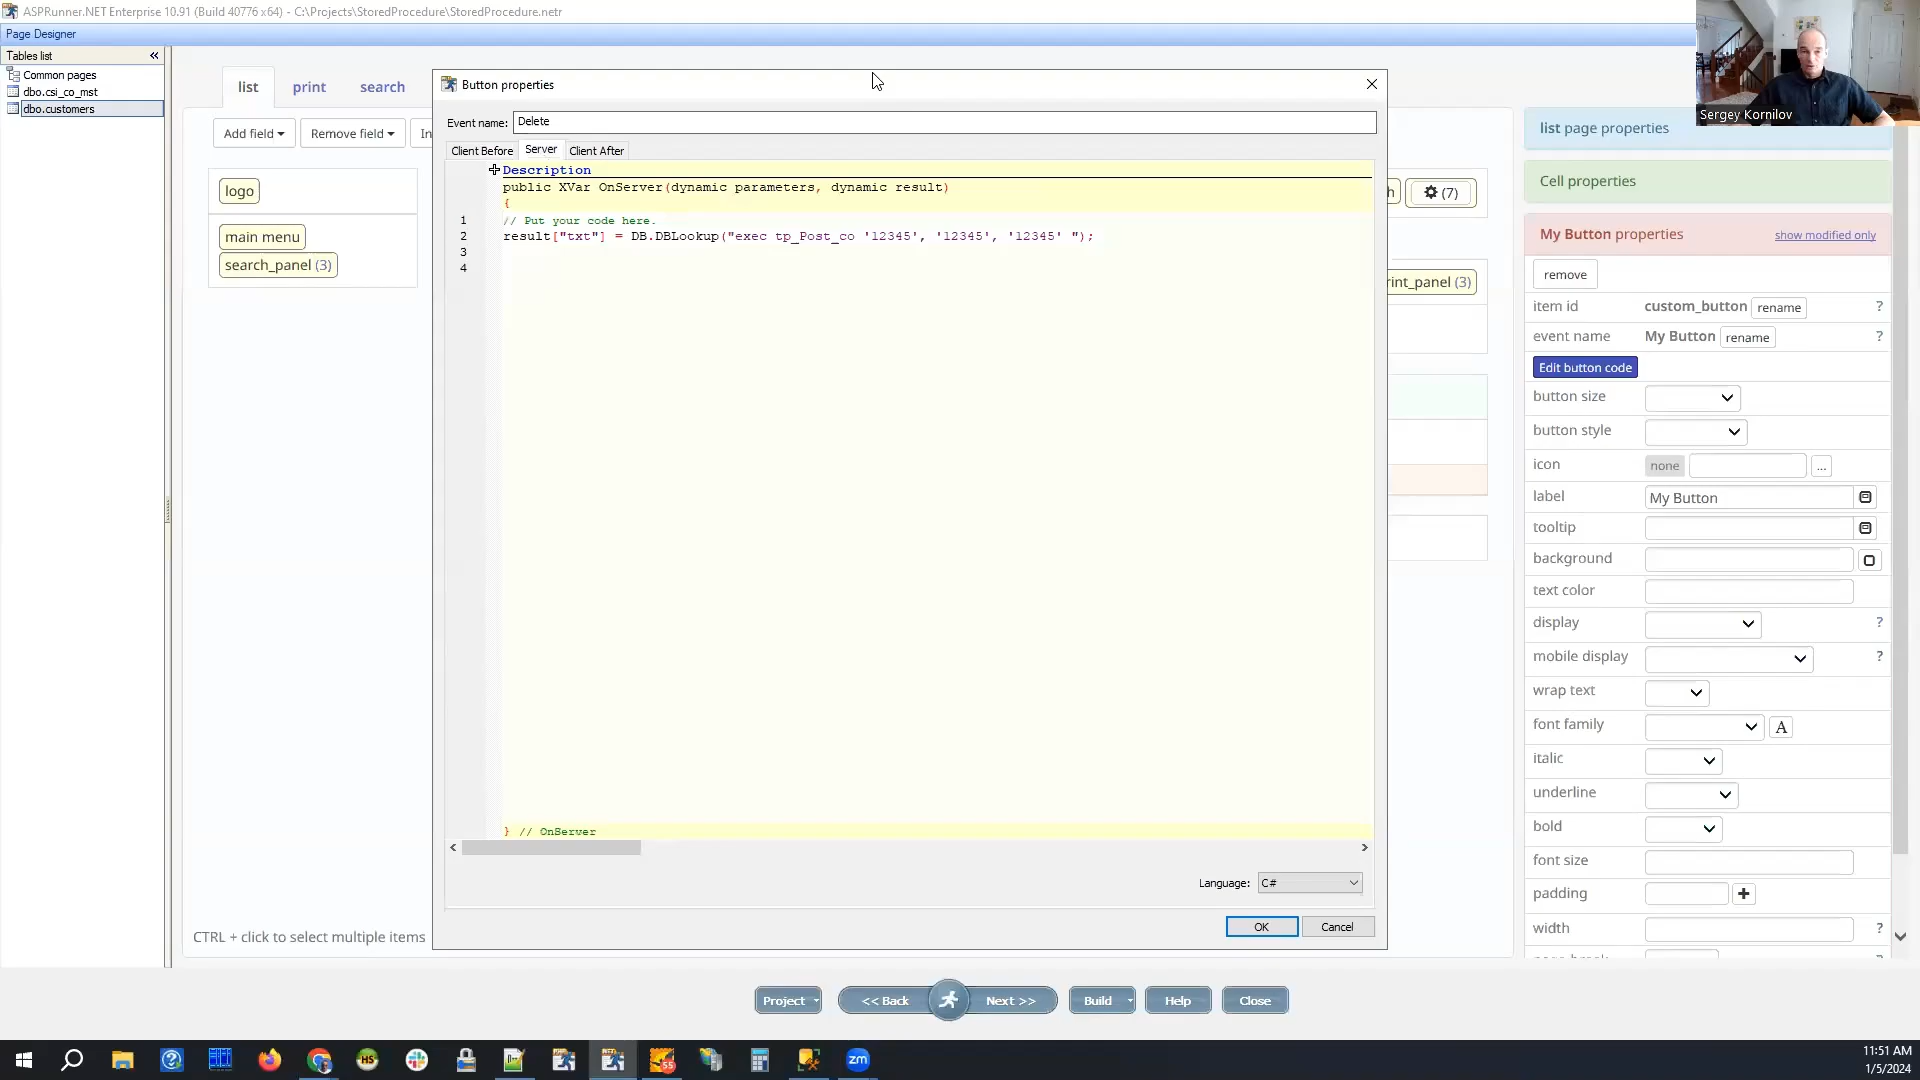 ASPRunner.NET Enterprise 10.91 (Build 40776 x64) - C:\Projects\StoredProcedure\StoredProcedure.netr
Page Designer
Tables list
Common pages
dbo.csi_co_mst
dbo.customers
list
print
search
Add field
Remove field
In
logo
main menu
search_panel (3)
CTRL + click to select multiple items
Button properties
Event name: Delete
Client Before
Server
Client After
Description
public XVar OnServer(dynamic parameters, dynamic result)
{
1 // Put your code here.
2 result["txt"] = DB.DBLookup("exec tp_Post_co '12345', '12345', '12345' ");
3
4
} // OnServer
Language: C#
OK
Cancel
h
(7)
rint_panel (3)
Sergey Kornilov
list page properties
Cell properties
My Button properties
show modified only
remove
item id custom_button rename ?
event name My Button rename ?
Edit button code
button size
button style
icon none ...
label My Button
tooltip
background
text color
display ?
mobile display ?
wrap text
font family A
italic
underline
bold
font size
padding
width ?
Project
<< Back
Next >>
Build
Help
Close
HS
55
zm
11:51 AM
1/5/2024